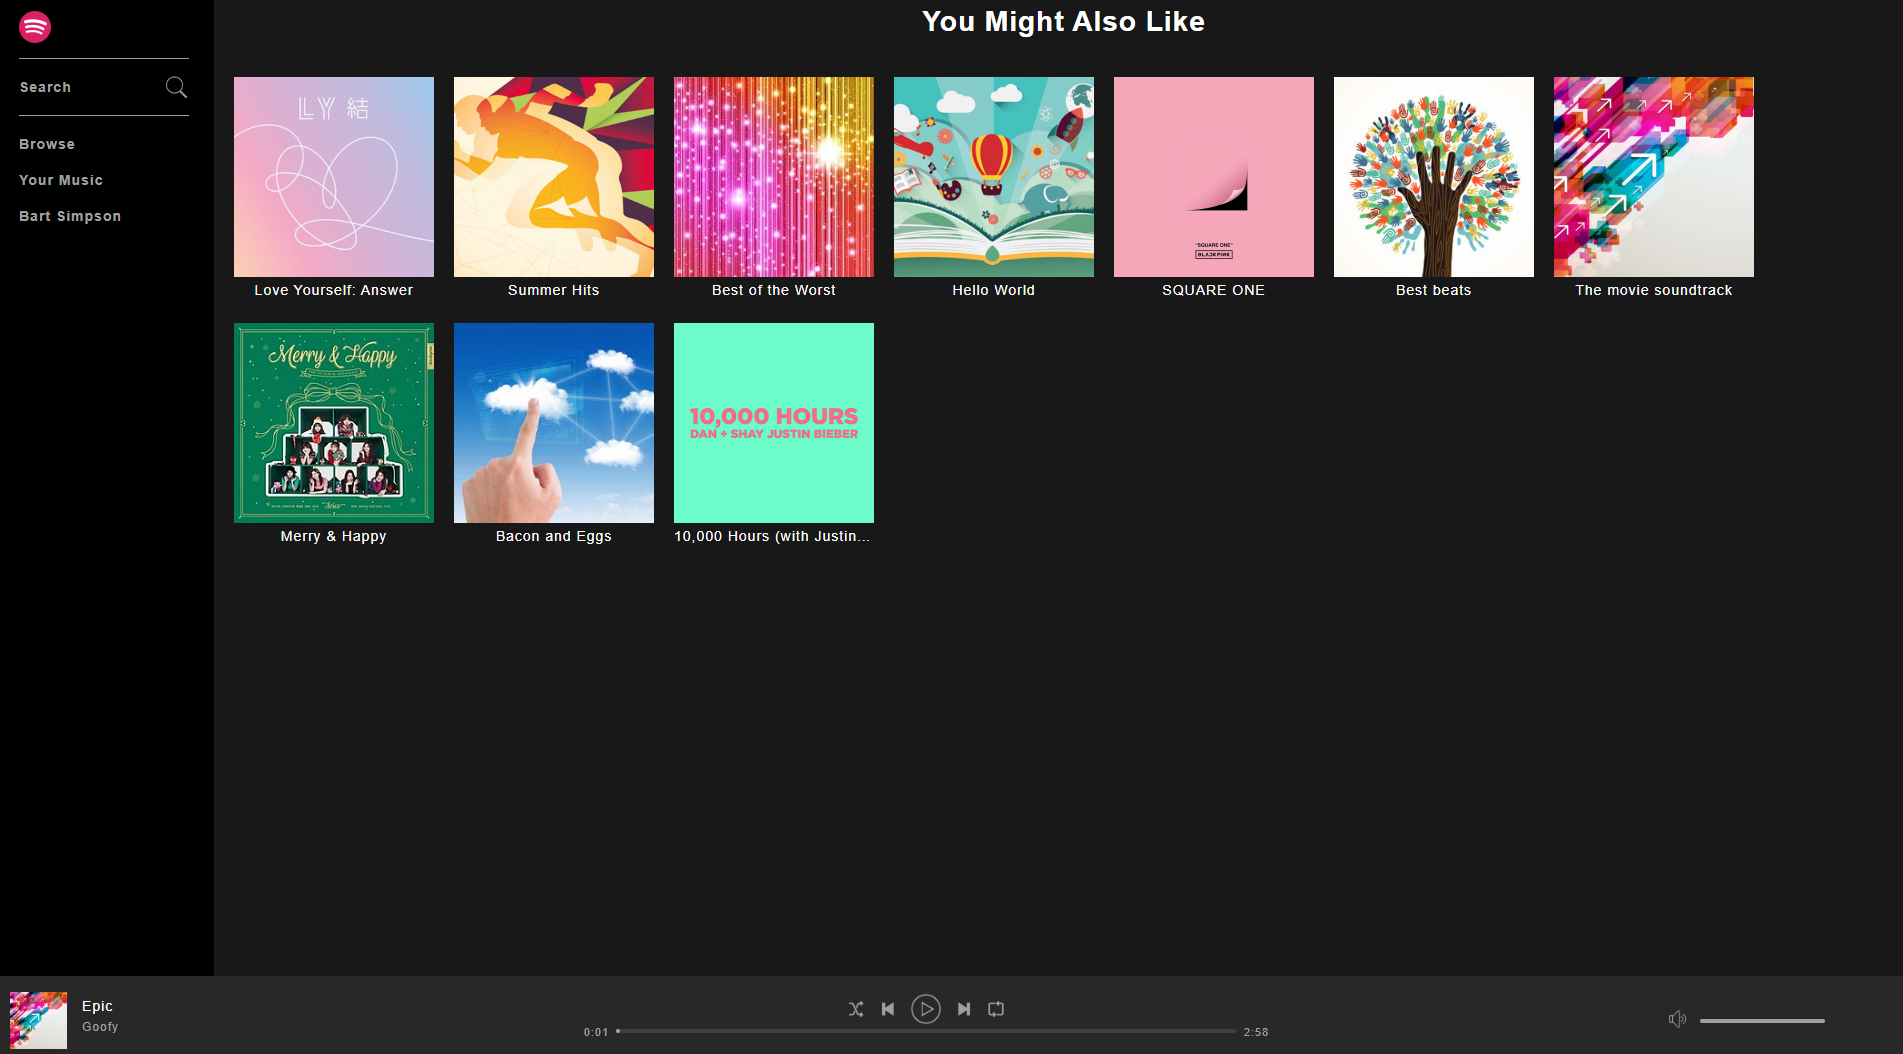 You Might Also Like
Search
Browse
Your Music
Bart Simpson
LY 結
"SQUARE ONE"
BLACKPINK
Love Yourself: Answer
Summer Hits
Best of the Worst
Hello World
SQUARE ONE
Best beats
The movie soundtrack
Merry & Happy
twice
10,000 HOURS
DAN + SHAY JUSTIN BIEBER
Merry & Happy
Bacon and Eggs
10,000 Hours (with Justin...
Epic
Goofy
0:01
2:58